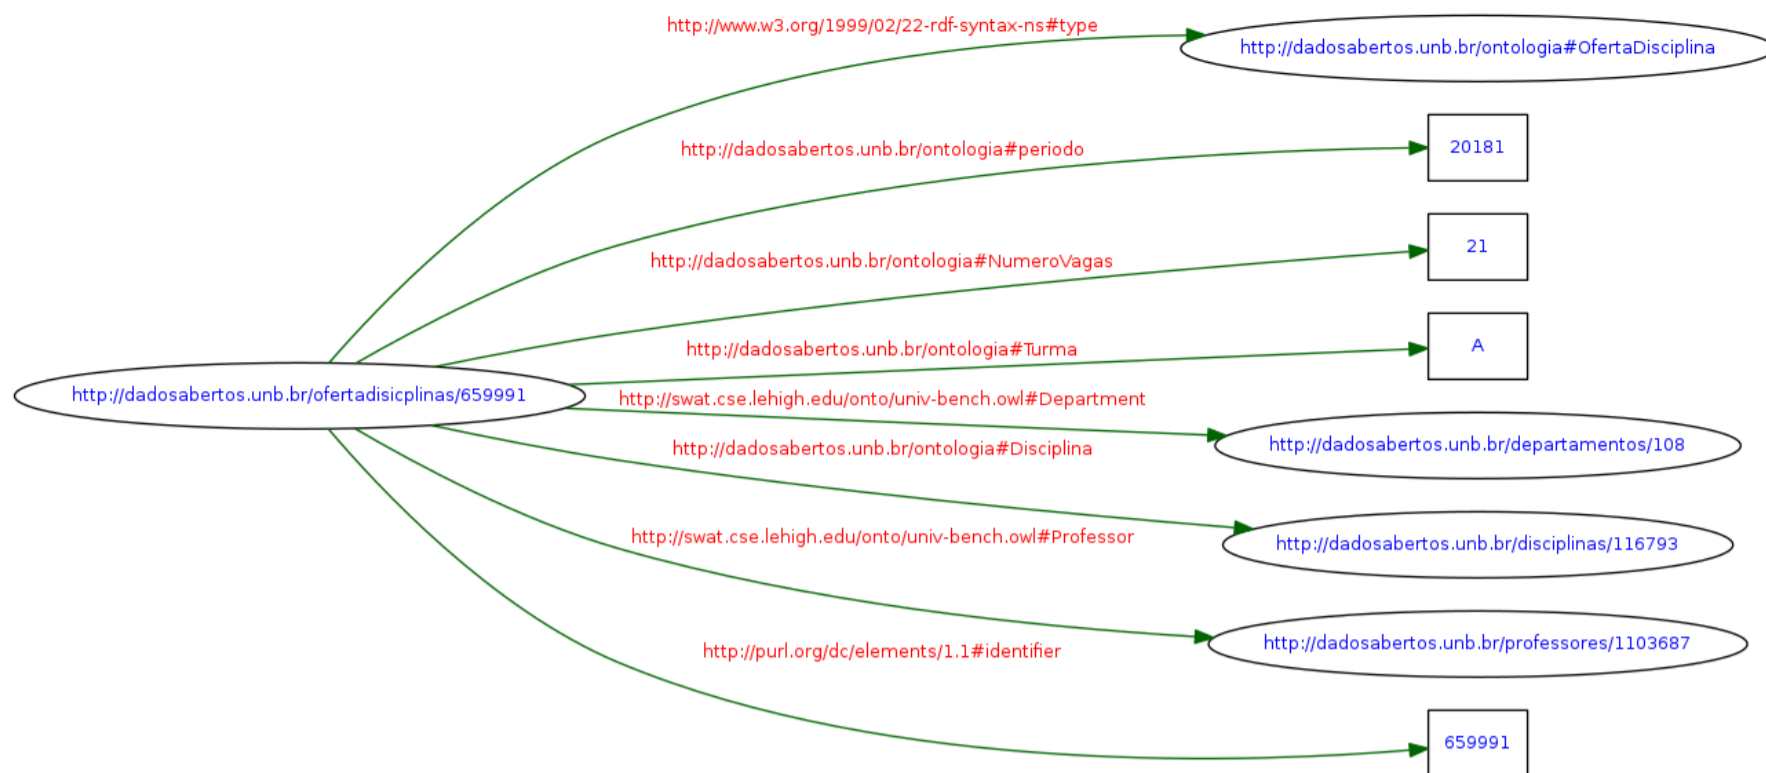 http://www.w3.org/1999/02/22-rdf-syntax-ns#type
http://dadosabertos.unb.br/ontologia#OfertaDisciplina
http://dadosabertos.unb.br/ontologia#periodo
20181
http://dadosabertos.unb.br/ontologia#NumeroVagas
21
http://dadosabertos.unb.br/ontologia#Turma
A
http://dadosabertos.unb.br/ofertadisicplinas/659991
http://swat.cse.lehigh.edu/onto/univ-bench.owl#Department
http://dadosabertos.unb.br/departamentos/108
http://dadosabertos.unb.br/ontologia#Disciplina
http://dadosabertos.unb.br/disciplinas/116793
http://swat.cse.lehigh.edu/onto/univ-bench.owl#Professor
http://dadosabertos.unb.br/professores/1103687
http://purl.org/dc/elements/1.1#identifier
659991